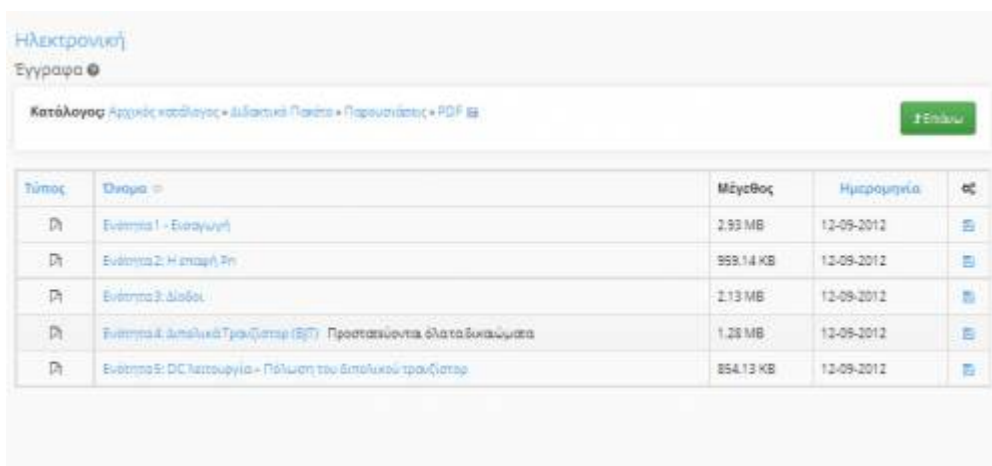 Ηλεκτρονική
Έγγραφα
Κατάλογος: Αρχικός κατάλογος » Διδακτικό Πακέτο » Παρουσιάσεις » PDF
Επάνω
Τύπος Όνομα Μέγεθος Ημερομηνία
Ενότητα 1 - Εισαγωγή 2.93 MB 12-09-2012
Ενότητα 2: Η επαφή Pn 959.14 KB 12-09-2012
Ενότητα 3: Δίοδοι 2.13 MB 12-09-2012
Ενότητα 4: Διπολικά Τρανζίστορ (BJT) Προστατεύονται όλα τα δικαιώματα 1.28 MB 12-09-2012
Ενότητα 5: DC λειτουργία - Πόλωση του διπολικού τρανζίστορ 854.13 KB 12-09-2012